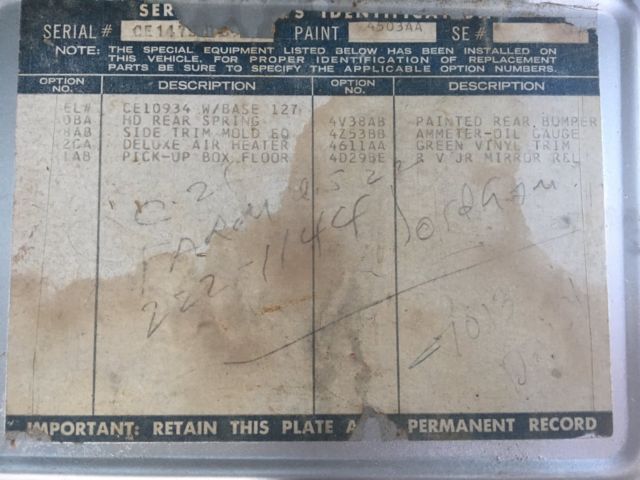 SER S IDENTIFICAT
SERIAL # CE147 PAINT 4503AA SE#
NOTE: THE SPECIAL EQUIPMENT LISTED BELOW HAS BEEN INSTALLED ON
THIS VEHICLE. FOR PROPER IDENTIFICATION OF REPLACEMENT
PARTS BE SURE TO SPECIFY THE APPLICABLE OPTION NUMBERS.
OPTION NO. DESCRIPTION OPTION NO. DESCRIPTION
EL# CE10934 W/BASE 127
0BA HD REAR SPRING 4V38AB PAINTED REAR BUMPER
8AB SIDE TRIM MOLD EQ 4Z53BB AMMETER-OIL GAUGE
2CA DELUXE AIR HEATER 4611AA GREEN VINYL TRIM
1AB PICK-UP BOX FLOOR 4D29BE R V JR MIRROR REL
222-1144
IMPORTANT: RETAIN THIS PLATE A PERMANENT RECORD